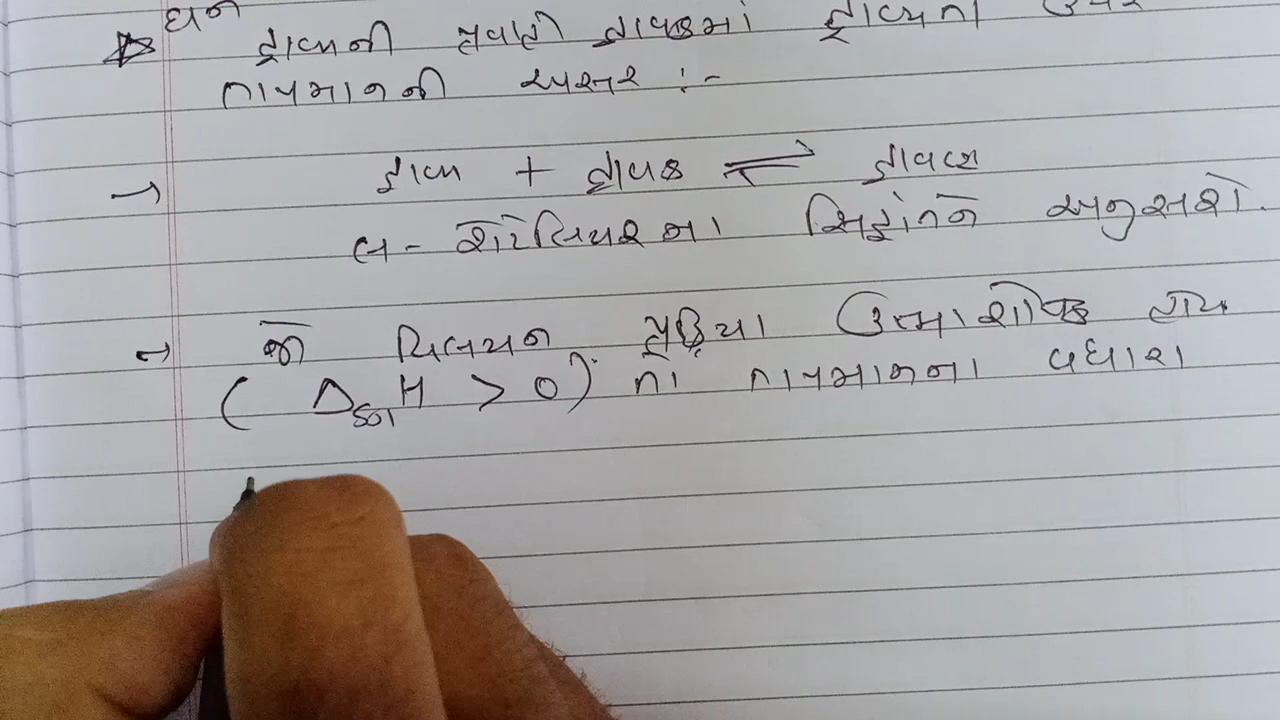 ઘન
દ્રાવ્યની પ્રવાહી દ્રાવકમાં દ્રાવ્યતા ઉપર
તાપમાનની અસર :-
→ દ્રાવ્ય + દ્રાવક ⇌ દ્રાવણ
લ - શૅટેલિયરના સિદ્ધાંતને અનુસરશે.
→ જો વિલયન પ્રક્રિયા ઉષ્માશોષક હોય
( Δsol H > 0 ) તો તાપમાનના વધારા